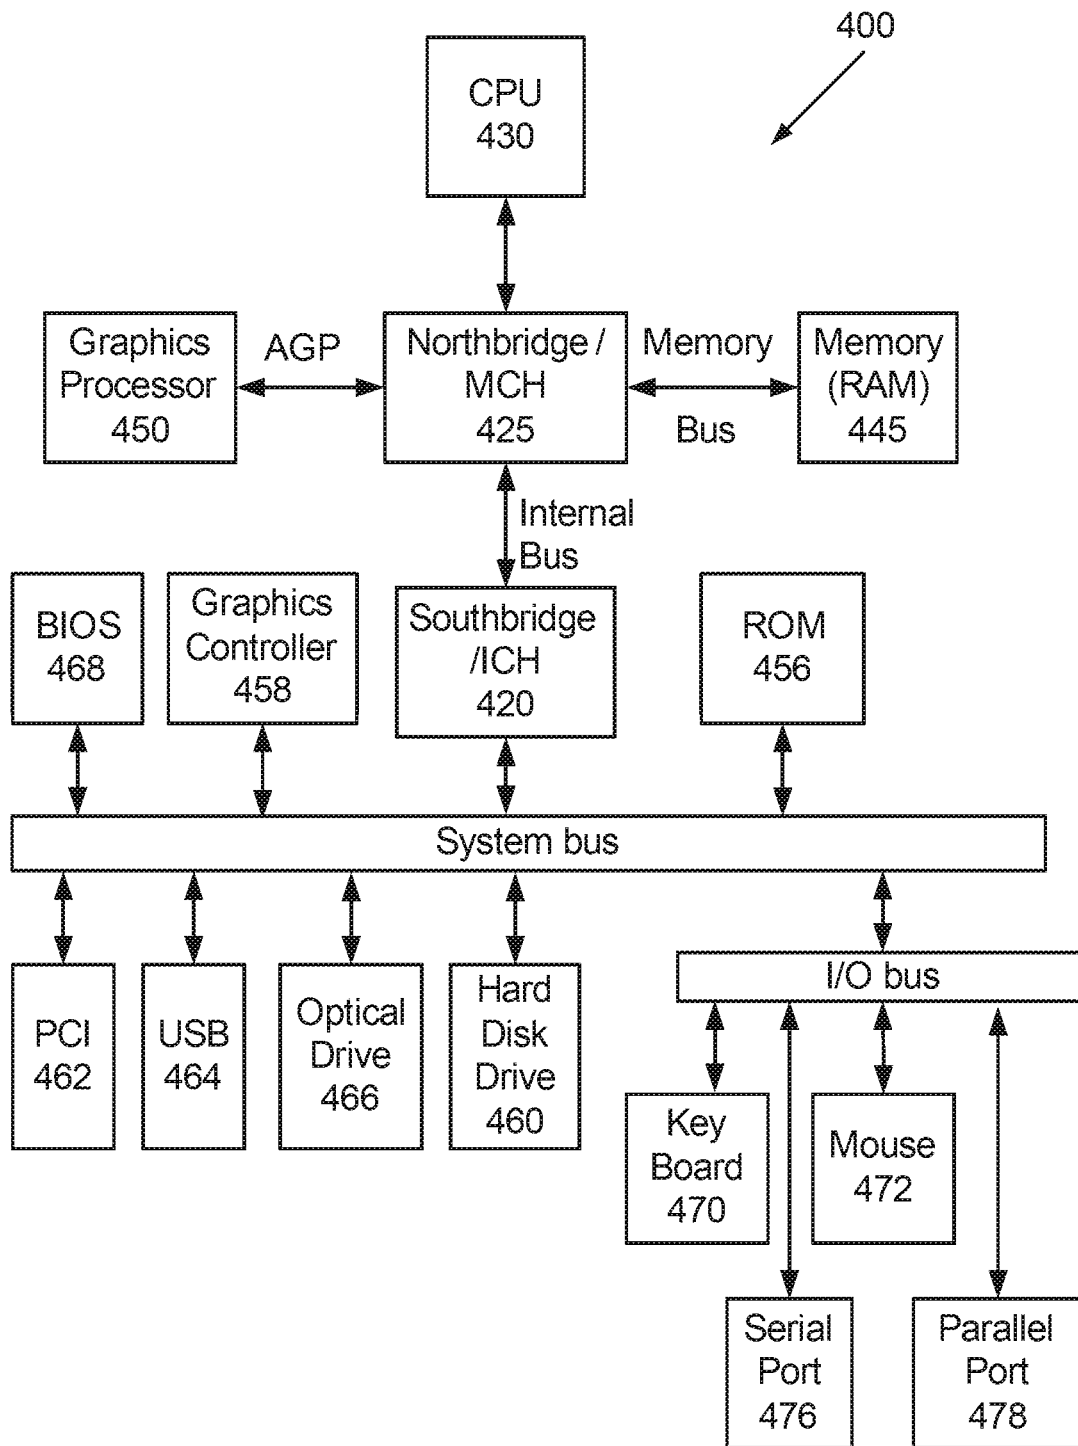 400
CPU
430
Graphics
Processor
450
AGP
Northbridge /
MCH
425
Memory
Bus
Memory
(RAM)
445
Internal
Bus
BIOS
468
Graphics
Controller
458
Southbridge
/ICH
420
ROM
456
System bus
PCI
462
USB
464
Optical
Drive
466
Hard
Disk
Drive
460
I/O bus
Key
Board
470
Mouse
472
Serial
Port
476
Parallel
Port
478